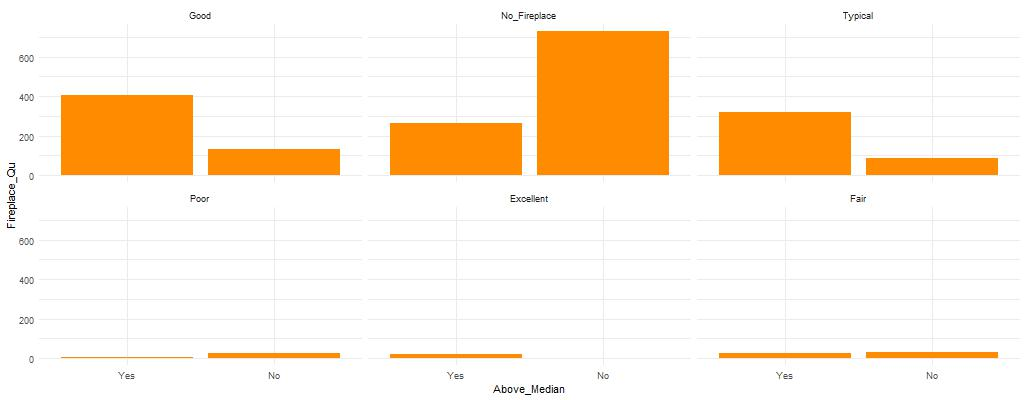 Good No_Fireplace Typical
600
400
200
0
Fireplace_Qu
Poor Excellent Fair
600
400
200
0
Yes No Yes No Yes No
Above_Median